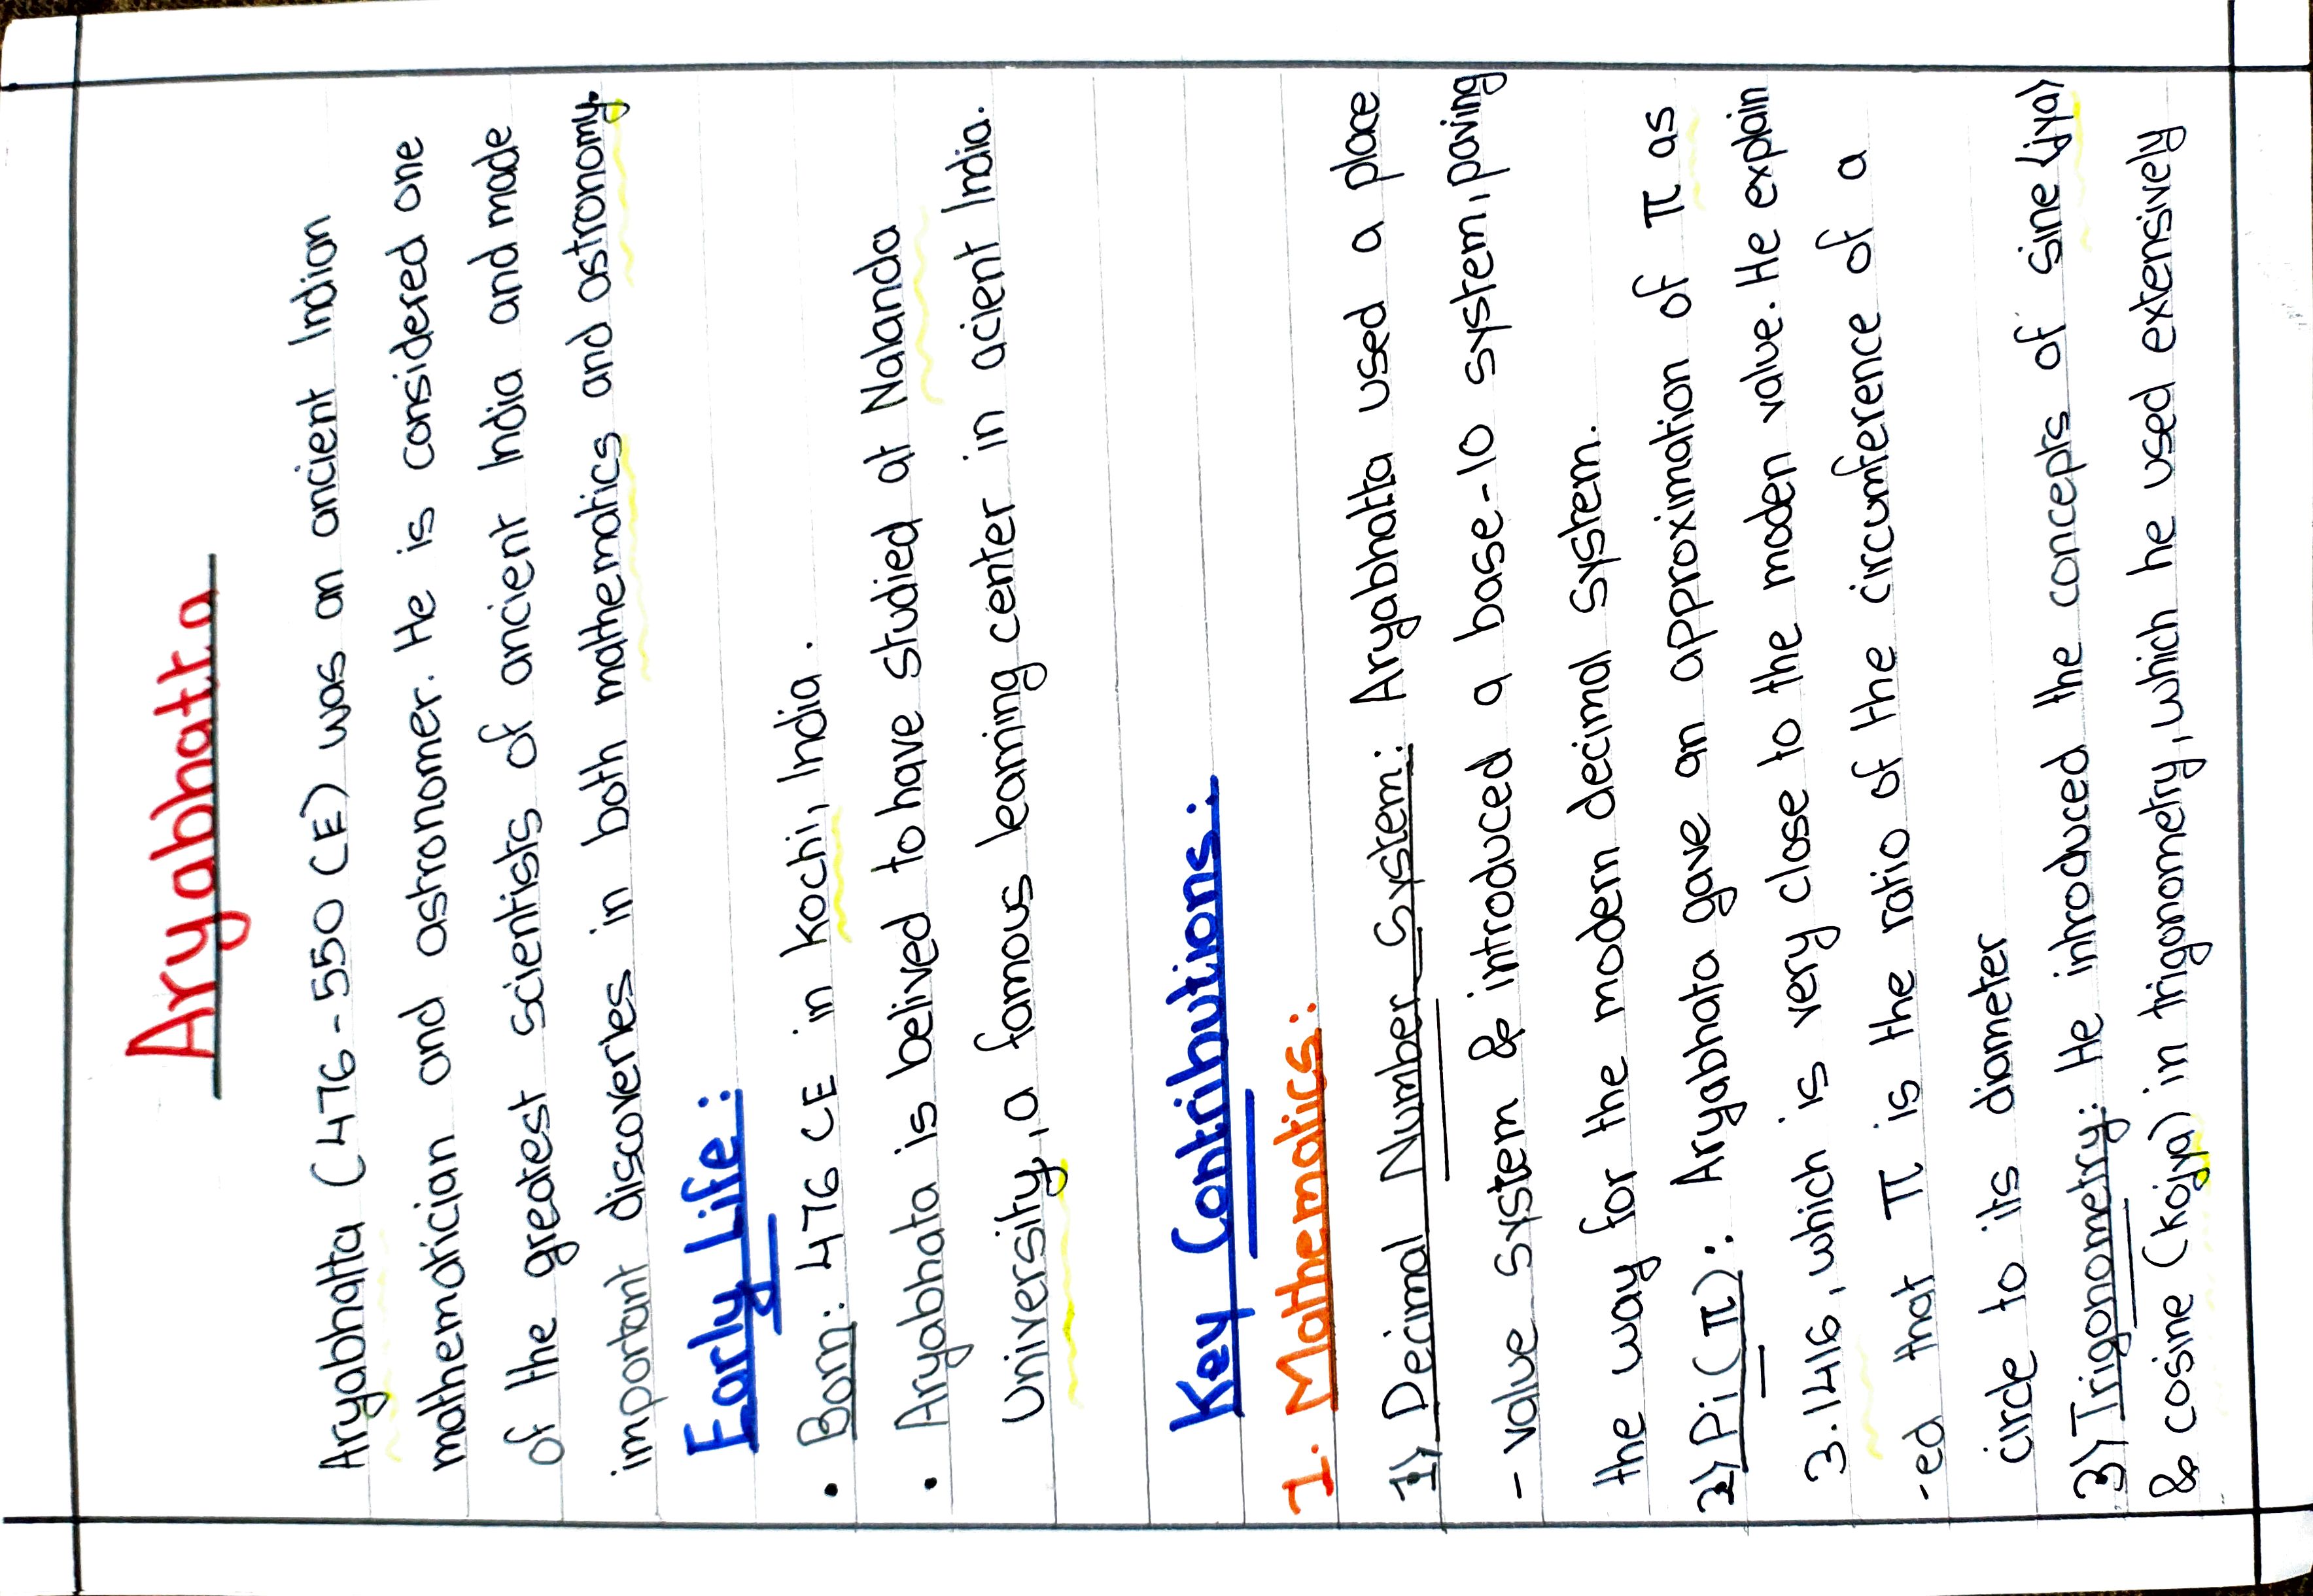 Aryabhatta
Aryabhatta (476-550 CE) was an ancient Indian
mathematician and astronomer. He is considered one
of the greatest scientists of ancient India and made
important discoveries in both mathematics and astronomy.
Early Life :
• Born: 476 CE in Kochi, India.
• Aryabhata is belived to have studied at Nalanda
University, a famous learning center in acient India.
Key Contributions:
1. Mathematics:
1) Decimal Number System: Aryabhatta used a place
- value system & introduced a base-10 system, paving
the way for the modern decimal system.
2) Pi (π): Aryabhata gave an approximation of π as
3.1416, which is very close to the moden value. He explain
-ed that π is the ratio of the circumference of a
circle to its diameter
3) Trigonometry: He introduced the concepts of sine (jya)
& cosine (kojya) in trigonometry, which he used extensively